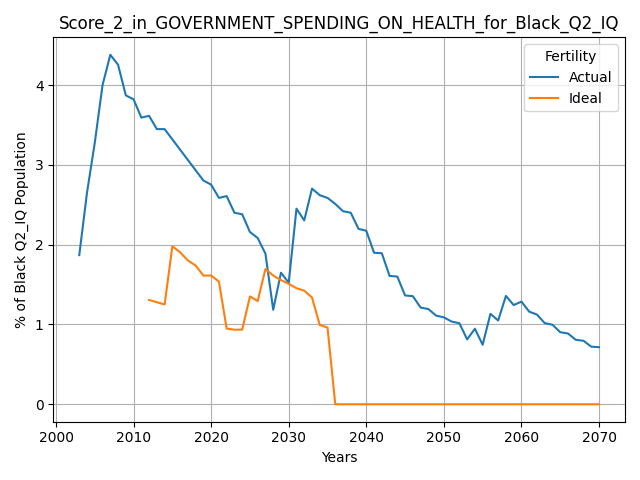 Score_2_in_GOVERNMENT_SPENDING_ON_HEALTH_for_Black_Q2_IQ
Fertility
Actual
Ideal
% of Black Q2_IQ Population
4
3
2
1
0
2000 2010 2020 2030 2040 2050 2060 2070
Years